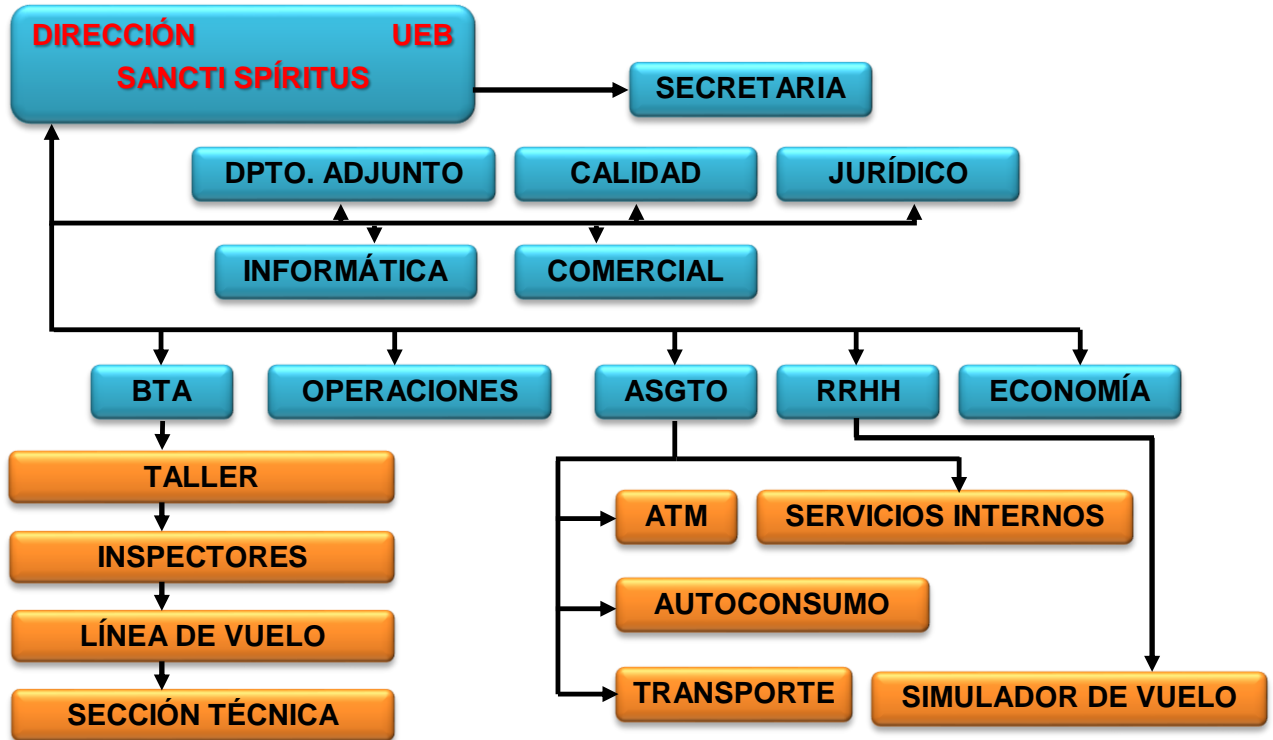 DIRECCIÓN UEB
SANCTI SPÍRITUS
SECRETARIA
DPTO. ADJUNTO
CALIDAD
JURÍDICO
INFORMÁTICA
COMERCIAL
BTA
OPERACIONES
ASGTO
RRHH
ECONOMÍA
TALLER
INSPECTORES
LÍNEA DE VUELO
SECCIÓN TÉCNICA
ATM
SERVICIOS INTERNOS
AUTOCONSUMO
TRANSPORTE
SIMULADOR DE VUELO